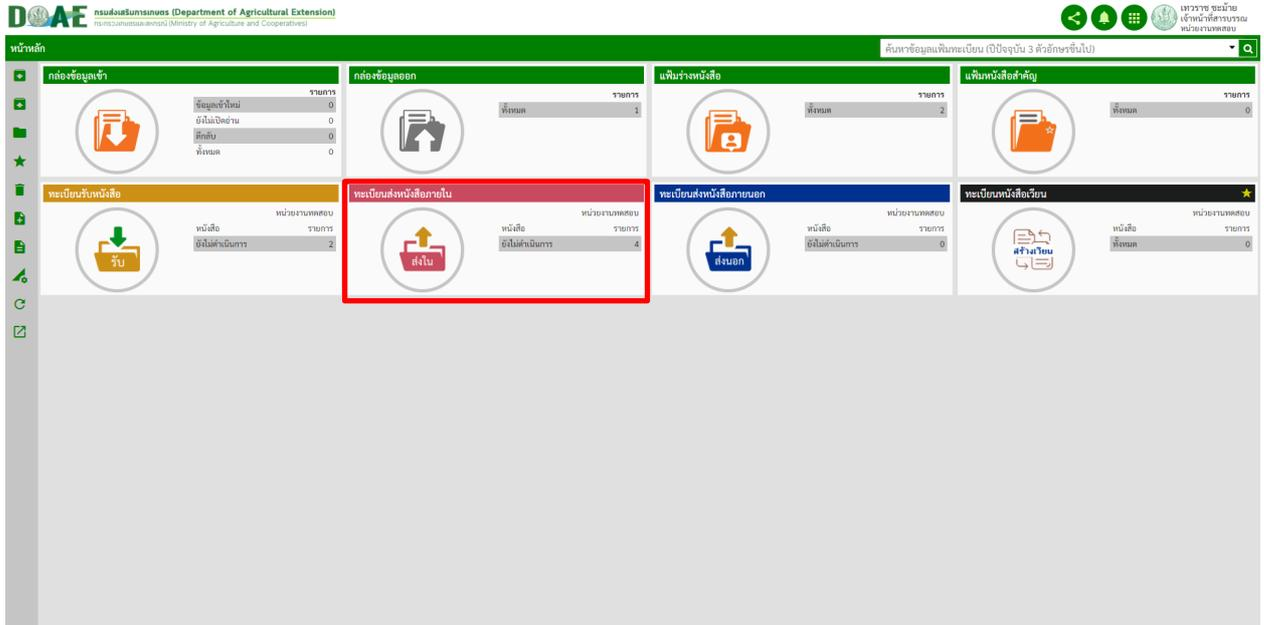 DOAE กรมส่งเสริมการเกษตร (Department of Agricultural Extension)
กระทรวงเกษตรและสหกรณ์ (Ministry of Agriculture and Cooperatives)
เทวราช ชะม้าย
เจ้าหน้าที่สารบรรณ
หน่วยงานทดสอบ
หน้าหลัก
ค้นหาข้อมูลแฟ้มทะเบียน (ปีปัจจุบัน 3 ตัวอักษรขึ้นไป)
กล่องข้อมูลเข้า
รายการ
ข้อมูลเข้าใหม่ 0
ยังไม่เปิดอ่าน 0
ตีกลับ 0
ทั้งหมด 0
กล่องข้อมูลออก
รายการ
ทั้งหมด 1
แฟ้มร่างหนังสือ
รายการ
ทั้งหมด 2
แฟ้มหนังสือสำคัญ
รายการ
ทั้งหมด 0
ทะเบียนรับหนังสือ
หน่วยงานทดสอบ
หนังสือ รายการ
ยังไม่ดำเนินการ 2
รับ
ทะเบียนส่งหนังสือภายใน
หน่วยงานทดสอบ
หนังสือ รายการ
ยังไม่ดำเนินการ 4
ส่งใน
ทะเบียนส่งหนังสือภายนอก
หน่วยงานทดสอบ
หนังสือ รายการ
ยังไม่ดำเนินการ 0
ส่งนอก
ทะเบียนหนังสือเวียน
หน่วยงานทดสอบ
หนังสือ รายการ
ทั้งหมด 0
สร้างเวียน